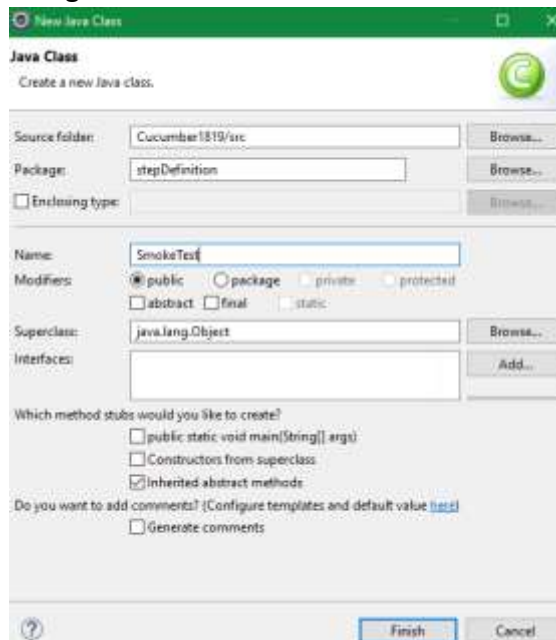 New Java Class
Java Class
Create a new Java class.
Source folder: Cucumber1819/src Browse...
Package: stepDefinition Browse...
Enclosing type: Browse...
Name: SmokeTest
Modifiers: public package private protected
abstract final static
Superclass: java.lang.Object Browse...
Interfaces: Add...
Which method stubs would you like to create?
public static void main(String[] args)
Constructors from superclass
Inherited abstract methods
Do you want to add comments? (Configure templates and default value here)
Generate comments
Finish Cancel